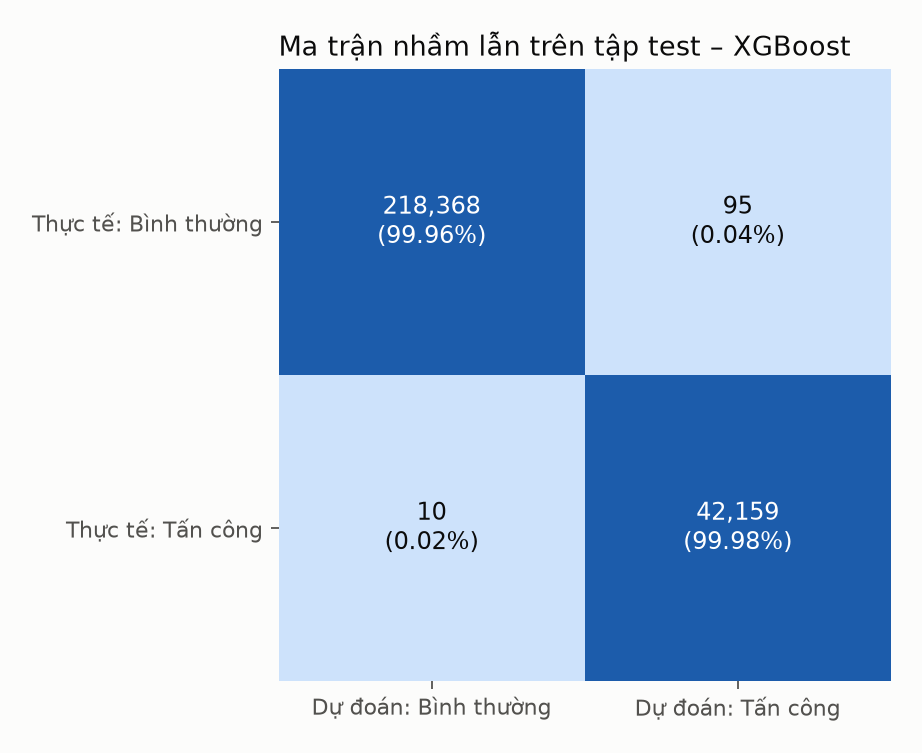 Ma trận nhầm lẫn trên tập test – XGBoost
Thực tế: Bình thường
218,368
(99.96%)
95
(0.04%)
Thực tế: Tấn công
10
(0.02%)
42,159
(99.98%)
Dự đoán: Bình thường
Dự đoán: Tấn công